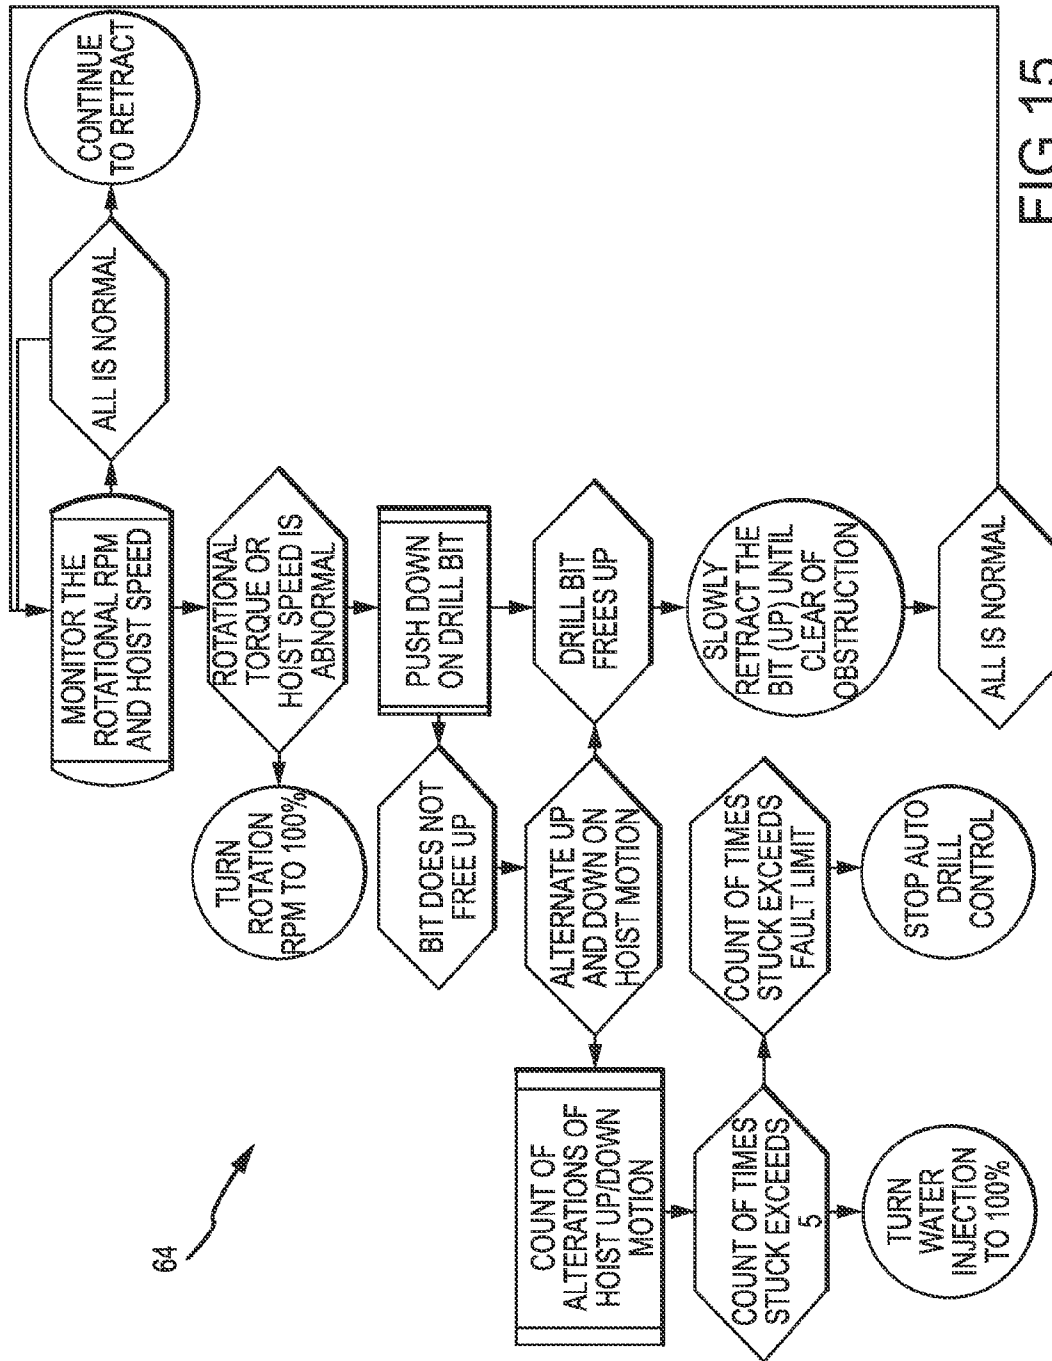 64
MONITOR THE
ROTATIONAL RPM
AND HOIST SPEED
ALL IS NORMAL
CONTINUE
TO RETRACT
ROTATIONAL
TORQUE OR
HOIST SPEED IS
ABNORMAL
TURN
ROTATION
RPM TO 100%
PUSH DOWN
ON DRILL BIT
BIT DOES NOT
FREE UP
DRILL BIT
FREES UP
ALTERNATE UP
AND DOWN ON
HOIST MOTION
COUNT OF
ALTERATIONS OF
HOIST UP/DOWN
MOTION
SLOWLY
RETRACT THE
BIT (UP) UNTIL
CLEAR OF
OBSTRUCTION
COUNT OF TIMES
STUCK EXCEEDS
FAULT LIMIT
COUNT OF TIMES
STUCK EXCEEDS
5
ALL IS NORMAL
STOP AUTO
DRILL
CONTROL
TURN
WATER
INJECTION
TO 100%
FIG 15